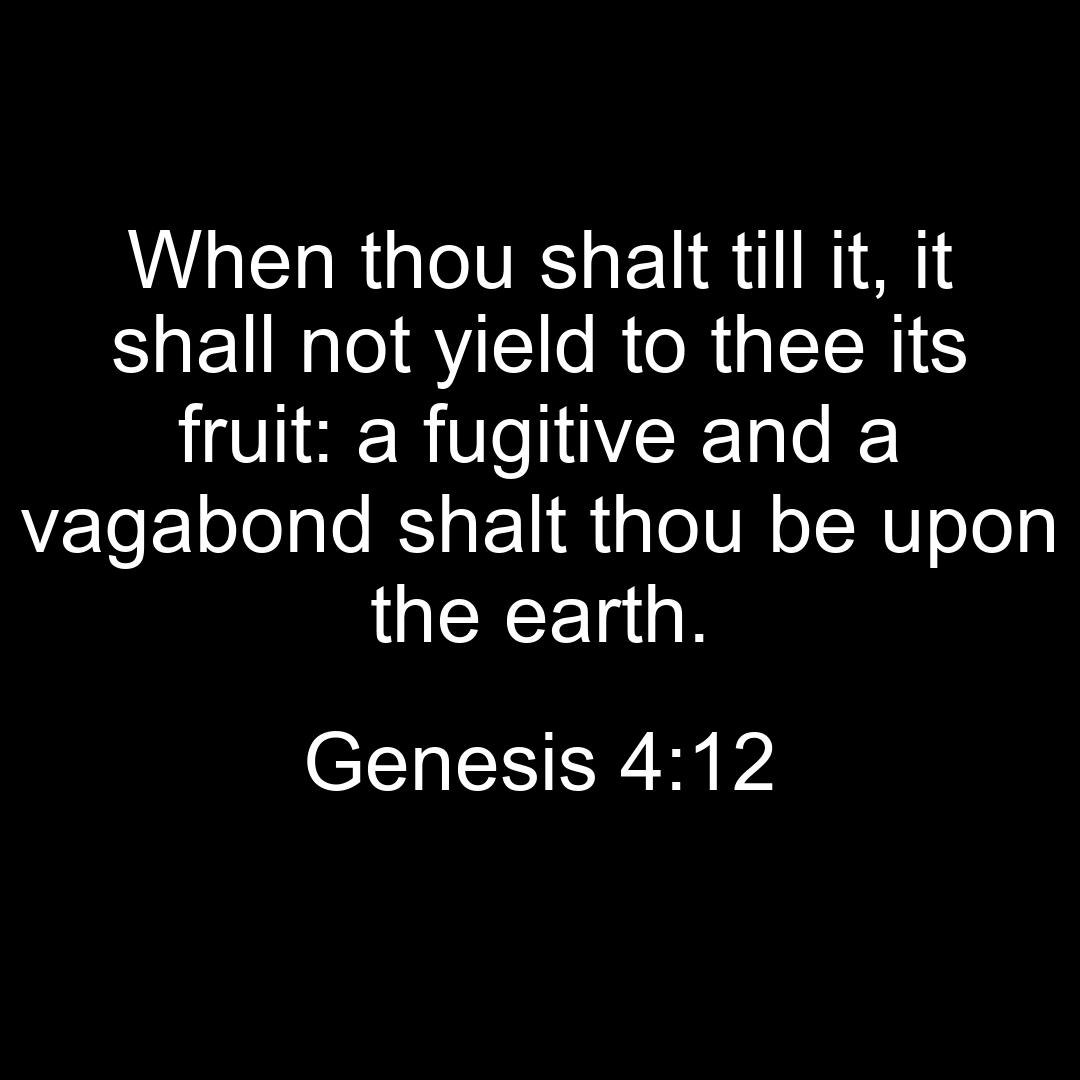 When thou shalt till it, it
shall not yield to thee its
fruit: a fugitive and a
vagabond shalt thou be upon
the earth.
Genesis 4:12